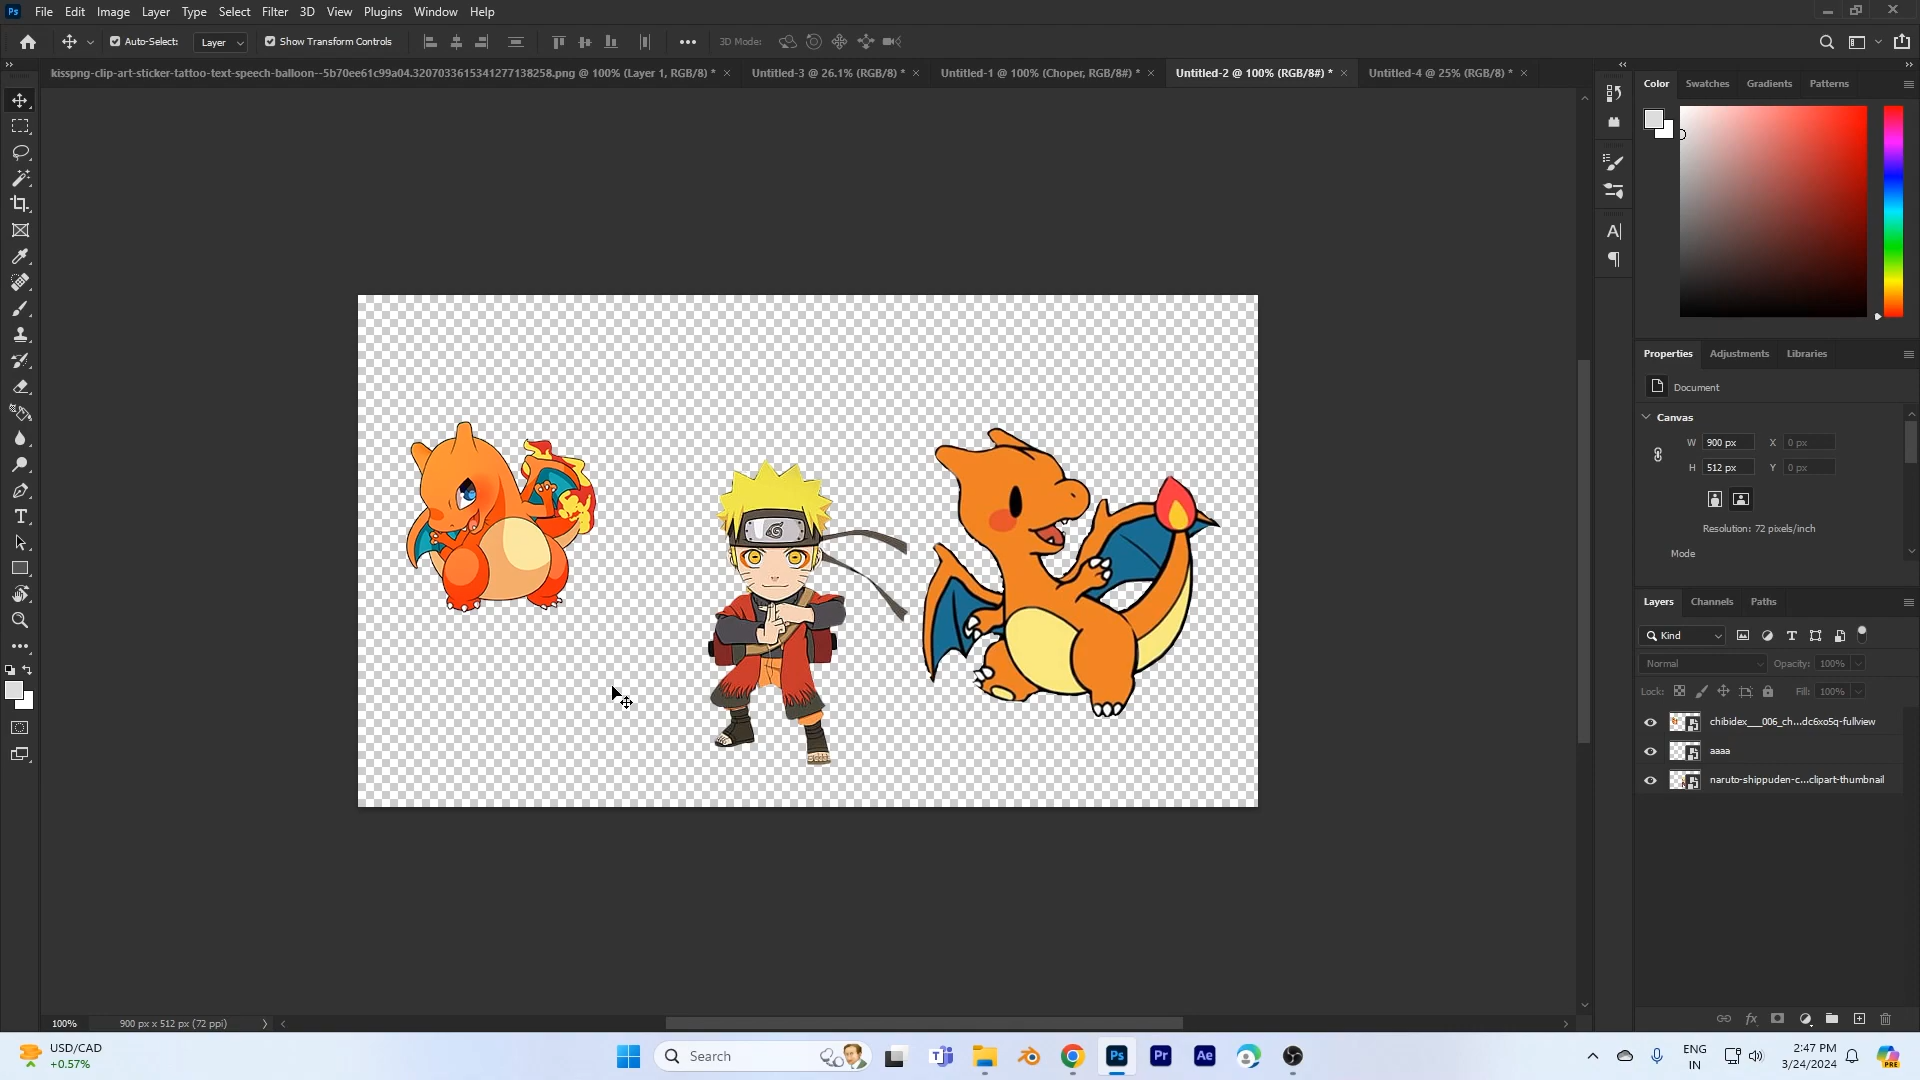 Ps File Edit Image Layer Type Select Filter 3D View Plugins Window Help
Auto-Select: Layer Show Transform Controls 3D Mode:
kisspng-clip-art-sticker-tattoo-text-speech-balloon--5b70ee61c99a04.3207033615341277138258.png @ 100% (Layer 1, RGB/8) * Untitled-3 @ 26.1% (RGB/8) * Untitled-1 @ 100% (Choper, RGB/8#) * Untitled-2 @ 100% (RGB/8#) * Untitled-4 @ 25% (RGB/8) *
Color Swatches Gradients Patterns
Properties Adjustments Libraries
Document
Canvas
W 900 px X 0 px
H 512 px Y 0 px
Resolution: 72 pixels/inch
Mode
Layers Channels Paths
Kind
Normal Opacity: 100%
Lock: Fill: 100%
chibidex___006_ch...dc6xo5q-fullview
aaaa
naruto-shippuden-c...clipart-thumbnail
100% 900 px x 512 px (72 ppi)
USD/CAD
+0.57%
Search
Ps Pr Ae
ENG
IN
2:47 PM
3/24/2024
PRE